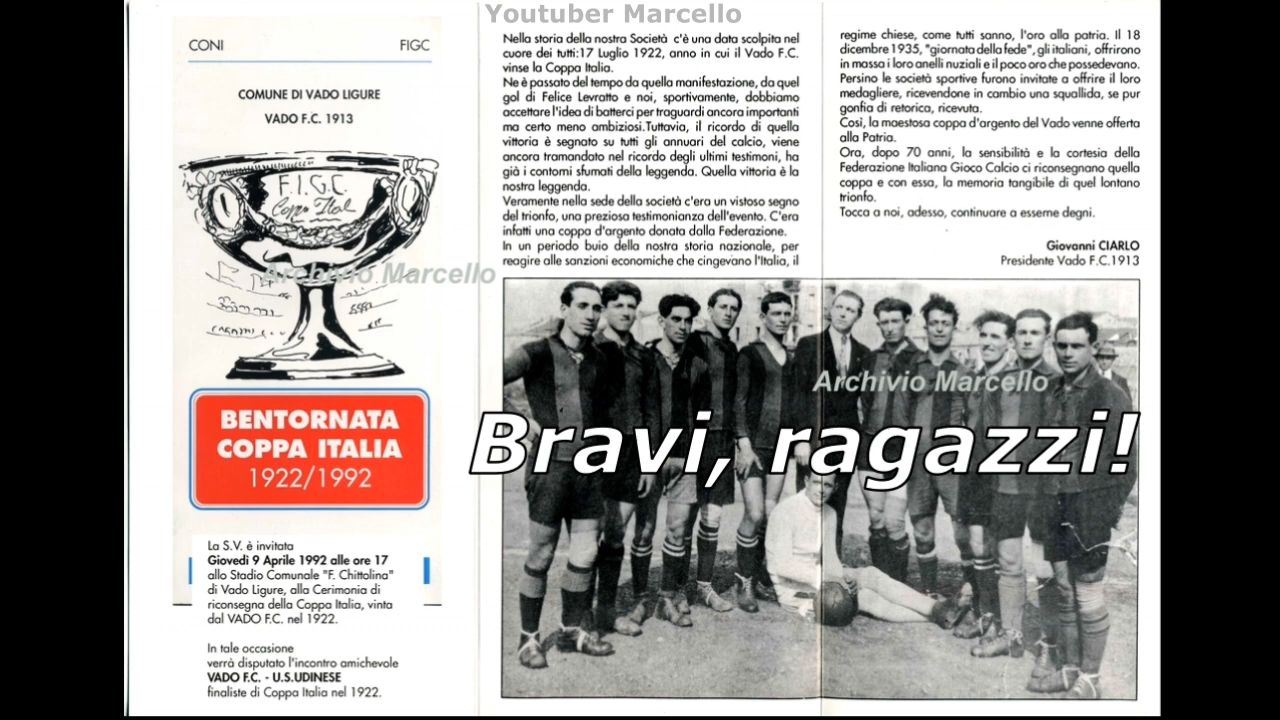 Youtuber Marcello
CONI FIGC
COMUNE DI VADO LIGURE
VADO F.C. 1913
F.I.G.C.
Archivio Marcello
BENTORNATA
COPPA ITALIA
1922/1992
La S.V. è invitata
Giovedì 9 Aprile 1992 alle ore 17
allo Stadio Comunale "F. Chittolina"
di Vado Ligure, alla Cerimonia di
riconsegna della Coppa Italia, vinta
dal VADO F.C. nel 1922.
In tale occasione
verrà disputato l'incontro amichevole
VADO F.C. - U.S.UDINESE
finaliste di Coppa Italia nel 1922.
Nella storia della nostra Società c'è una data scolpita nel
cuore dei tutti:17 Luglio 1922, anno in cui il Vado F.C.
vinse la Coppa Italia.
Ne è passato del tempo da quella manifestazione, da quel
gol di Felice Levratto e noi, sportivamente, dobbiamo
accettare l'idea di batterci per traguardi ancora importanti
ma certo meno ambiziosi.Tuttavia, il ricordo di quella
vittoria è segnato su tutti gli annuari del calcio, viene
ancora tramandato nel ricordo degli ultimi testimoni, ha
già i contorni sfumati della leggenda. Quella vittoria è la
nostra leggenda.
Veramente nella sede della società c'era un vistoso segno
del trionfo, una preziosa testimonianza dell'evento. C'era
infatti una coppa d'argento donata dalla Federazione.
In un periodo buio della nostra storia nazionale, per
reagire alle sanzioni economiche che cingevano l'Italia, il
regime chiese, come tutti sanno, l'oro alla patria. Il 18
dicembre 1935, "giornata della fede", gli italiani, offrirono
in massa i loro anelli nuziali e il poco oro che possedevano.
Persino le società sportive furono invitate a offrire il loro
medagliere, ricevendone in cambio una squallida, se pur
gonfia di retorica, ricevuta.
Così, la maestosa coppa d'argento del Vado venne offerta
alla Patria.
Ora, dopo 70 anni, la sensibilità e la cortesia della
Federazione Italiana Gioco Calcio ci riconsegnano quella
coppa e con essa, la memoria tangibile di quel lontano
trionfo.
Tocca a noi, adesso, continuare a esserne degni.
Giovanni CIARLO
Presidente Vado F.C.1913
Archivio Marcello
Bravi, ragazzi!